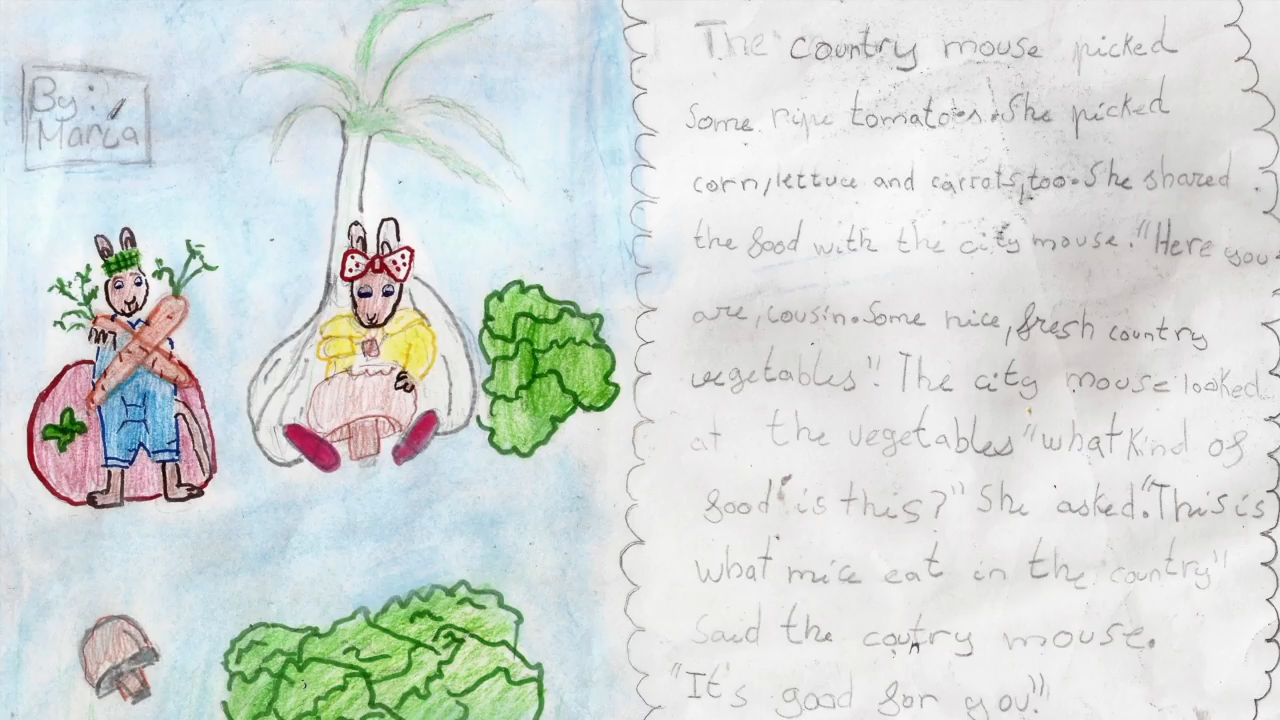 By:
María
The country mouse picked
some ripe tomatoes. She picked
corn, lettuce and carrots, too. She shared
the food with the city mouse. "Here you
are, cousin. Some nice, fresh country
vegetables". The city mouse looked
at the vegetables "what kind of
food is this?" She asked. "This is
what mice eat in the country"
said the coutry mouse.
"It's good for you!"